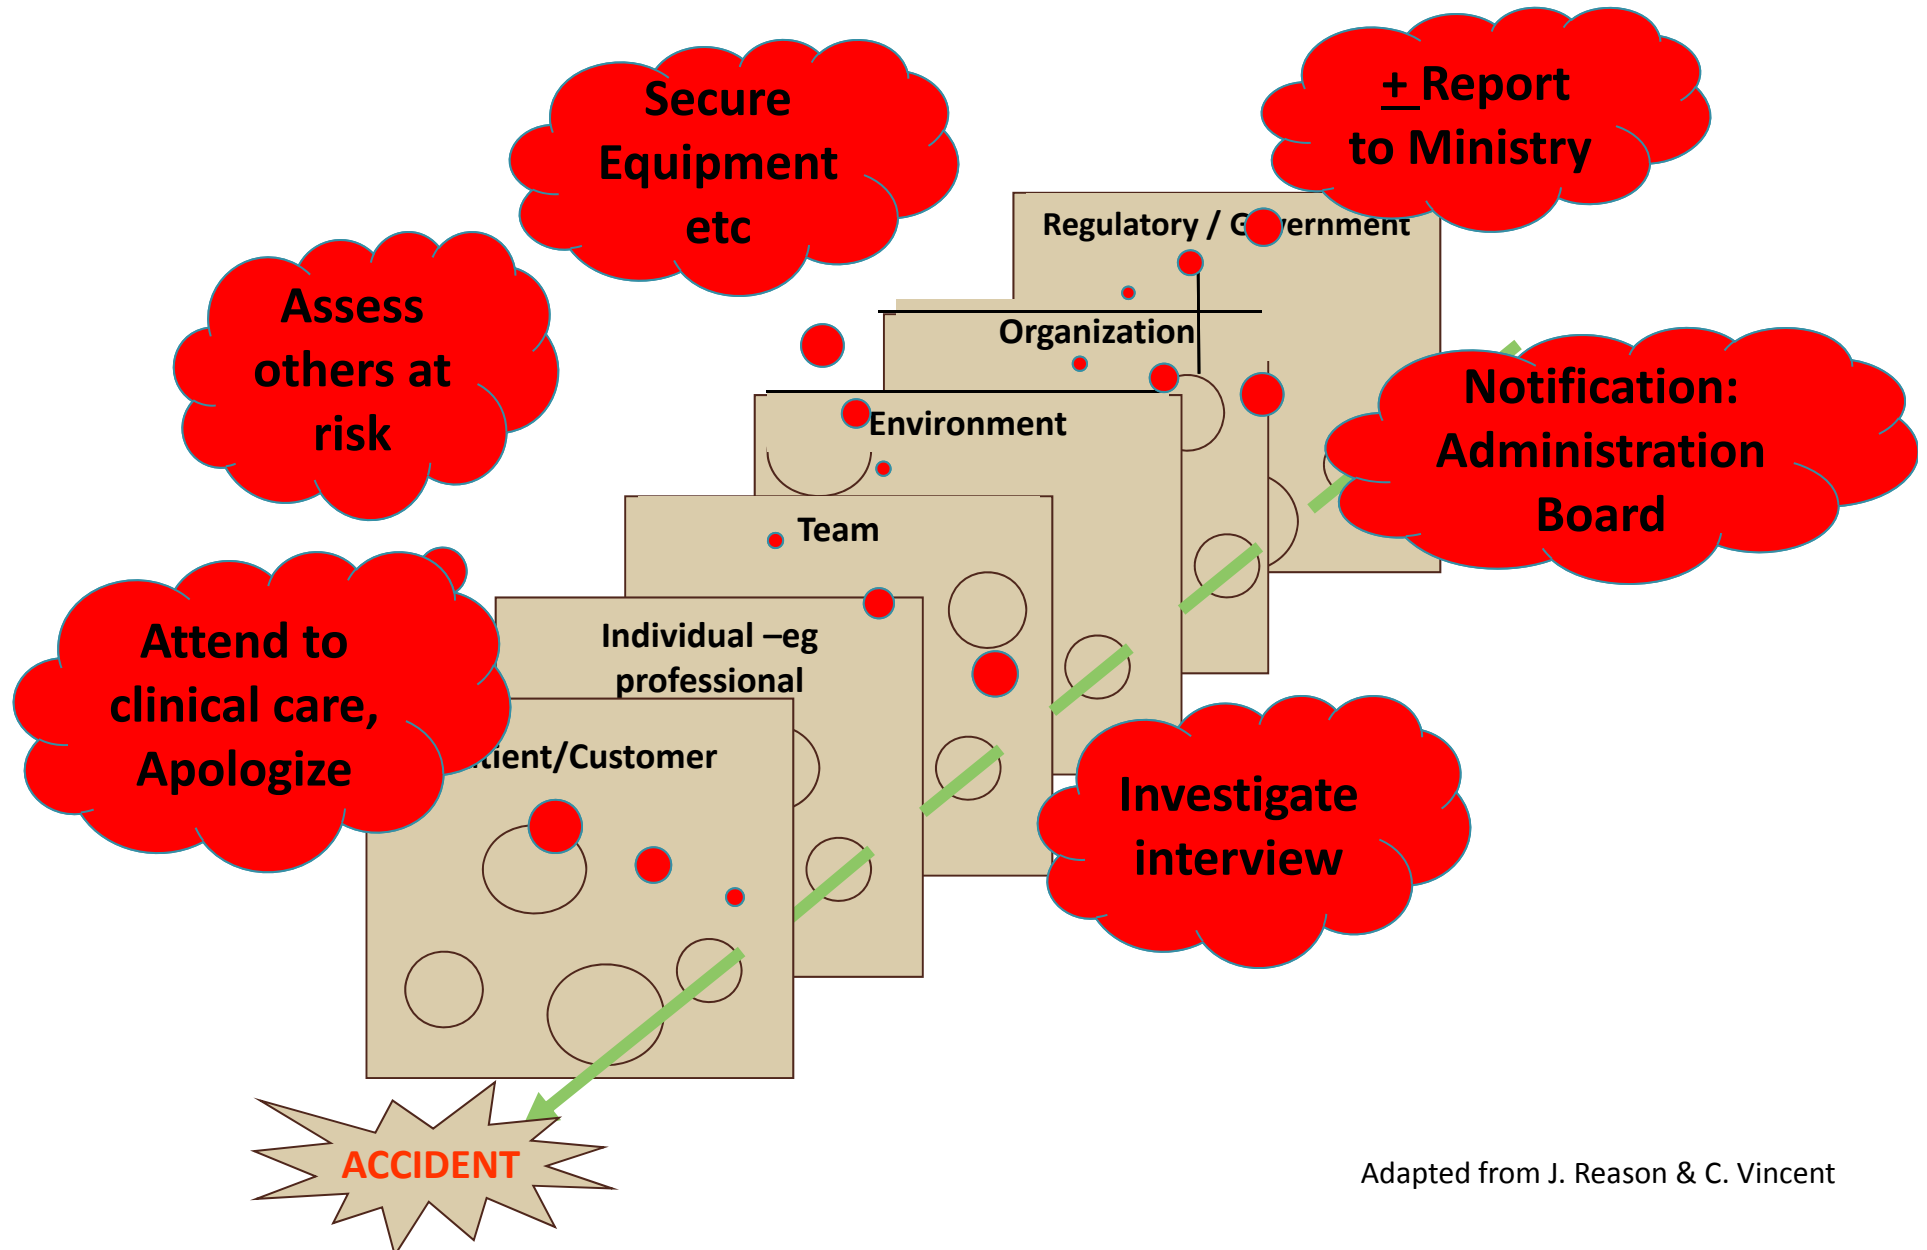 Secure
Equipment
etc
± Report
to Ministry
Assess
others at
risk
Regulatory / G vernment
Organization
Notification:
Administration
Board
Environment
Team
Attend to
clinical care,
Apologize
Individual –eg
professional
tient/Customer
Investigate
interview
ACCIDENT
Adapted from J. Reason & C. Vincent